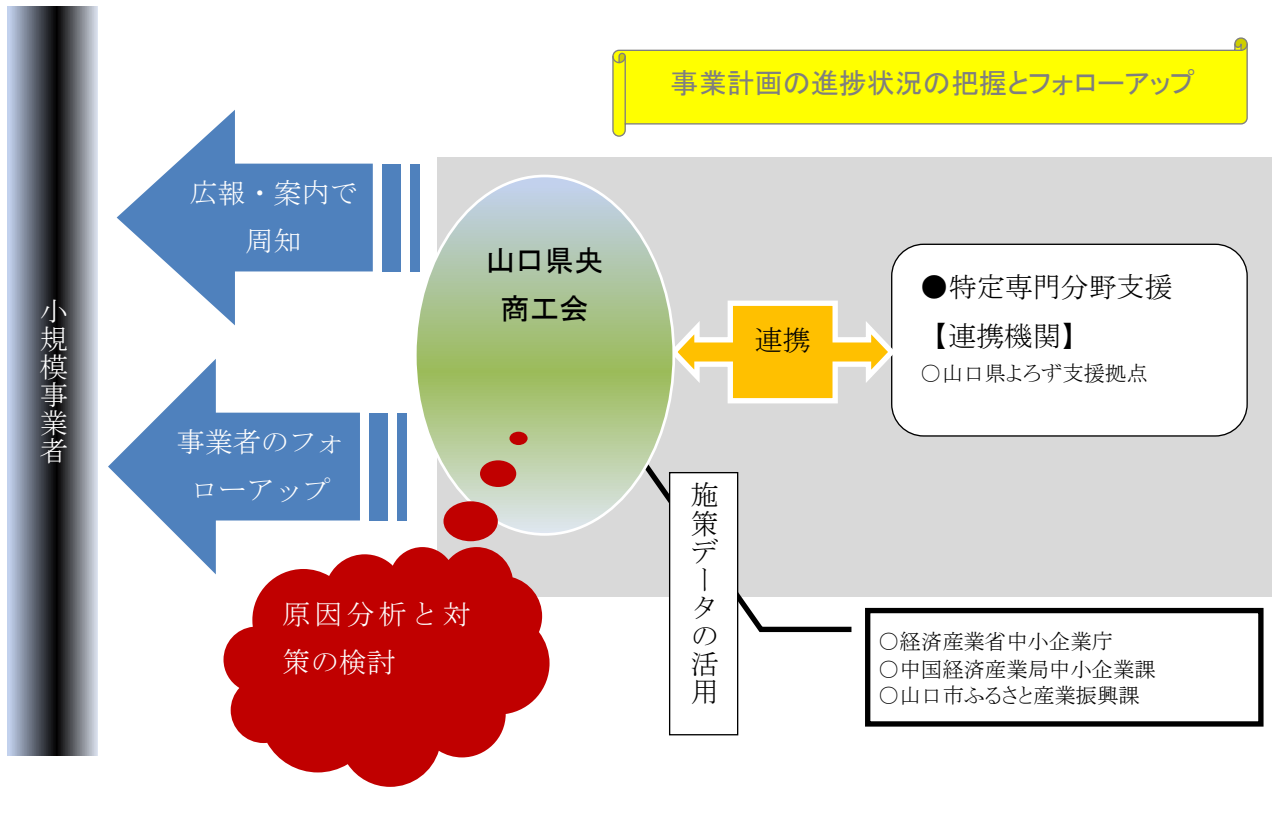 事業計画の進捗状況の把握とフォローアップ
小規模事業者
広報・案内で
周知
山口県央
商工会
連携
●特定専門分野支援
【連携機関】
○山口県よろず支援拠点
事業者のフォ
ローアップ
施策データの活用
原因分析と対
策の検討
○経済産業省中小企業庁
○中国経済産業局中小企業課
○山口市ふるさと産業振興課